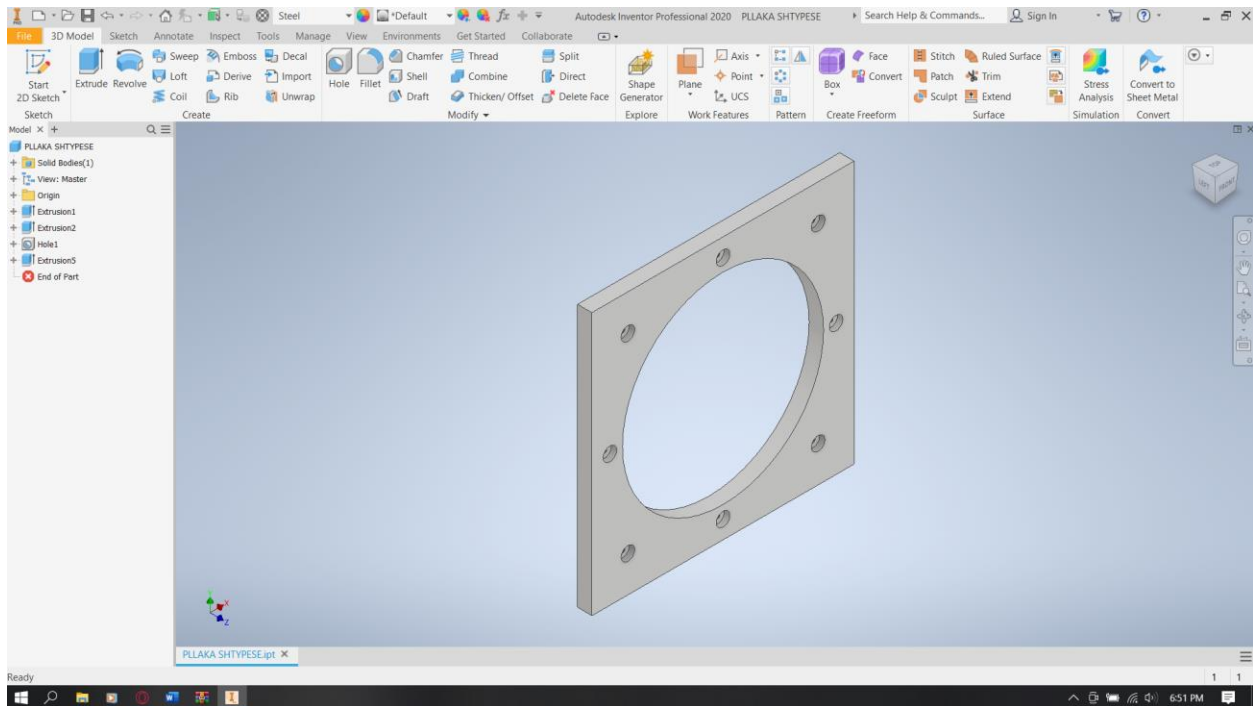 Steel *Default Autodesk Inventor Professional 2020 PLLAKA SHTYPESE Search Help & Commands... Sign In
File 3D Model Sketch Annotate Inspect Tools Manage View Environments Get Started Collaborate
Sweep Emboss Decal Chamfer Thread Split Axis Face Stitch Ruled Surface
Start 2D Sketch Extrude Revolve Loft Derive Import Hole Fillet Shell Combine Direct Shape Generator Plane Point Box Convert Patch Trim Stress Analysis Convert to Sheet Metal
Coil Rib Unwrap Draft Thicken/ Offset Delete Face UCS Sculpt Extend
Sketch Create Modify Explore Work Features Pattern Create Freeform Surface Simulation Convert
Model
PLLAKA SHTYPESE
Solid Bodies(1)
View: Master
Origin
Extrusion1
Extrusion2
Hole1
Extrusion5
End of Part
TOP
LEFT FRONT
Y
X
Z
PLLAKA SHTYPESE.ipt
Ready 1 1
6:51 PM